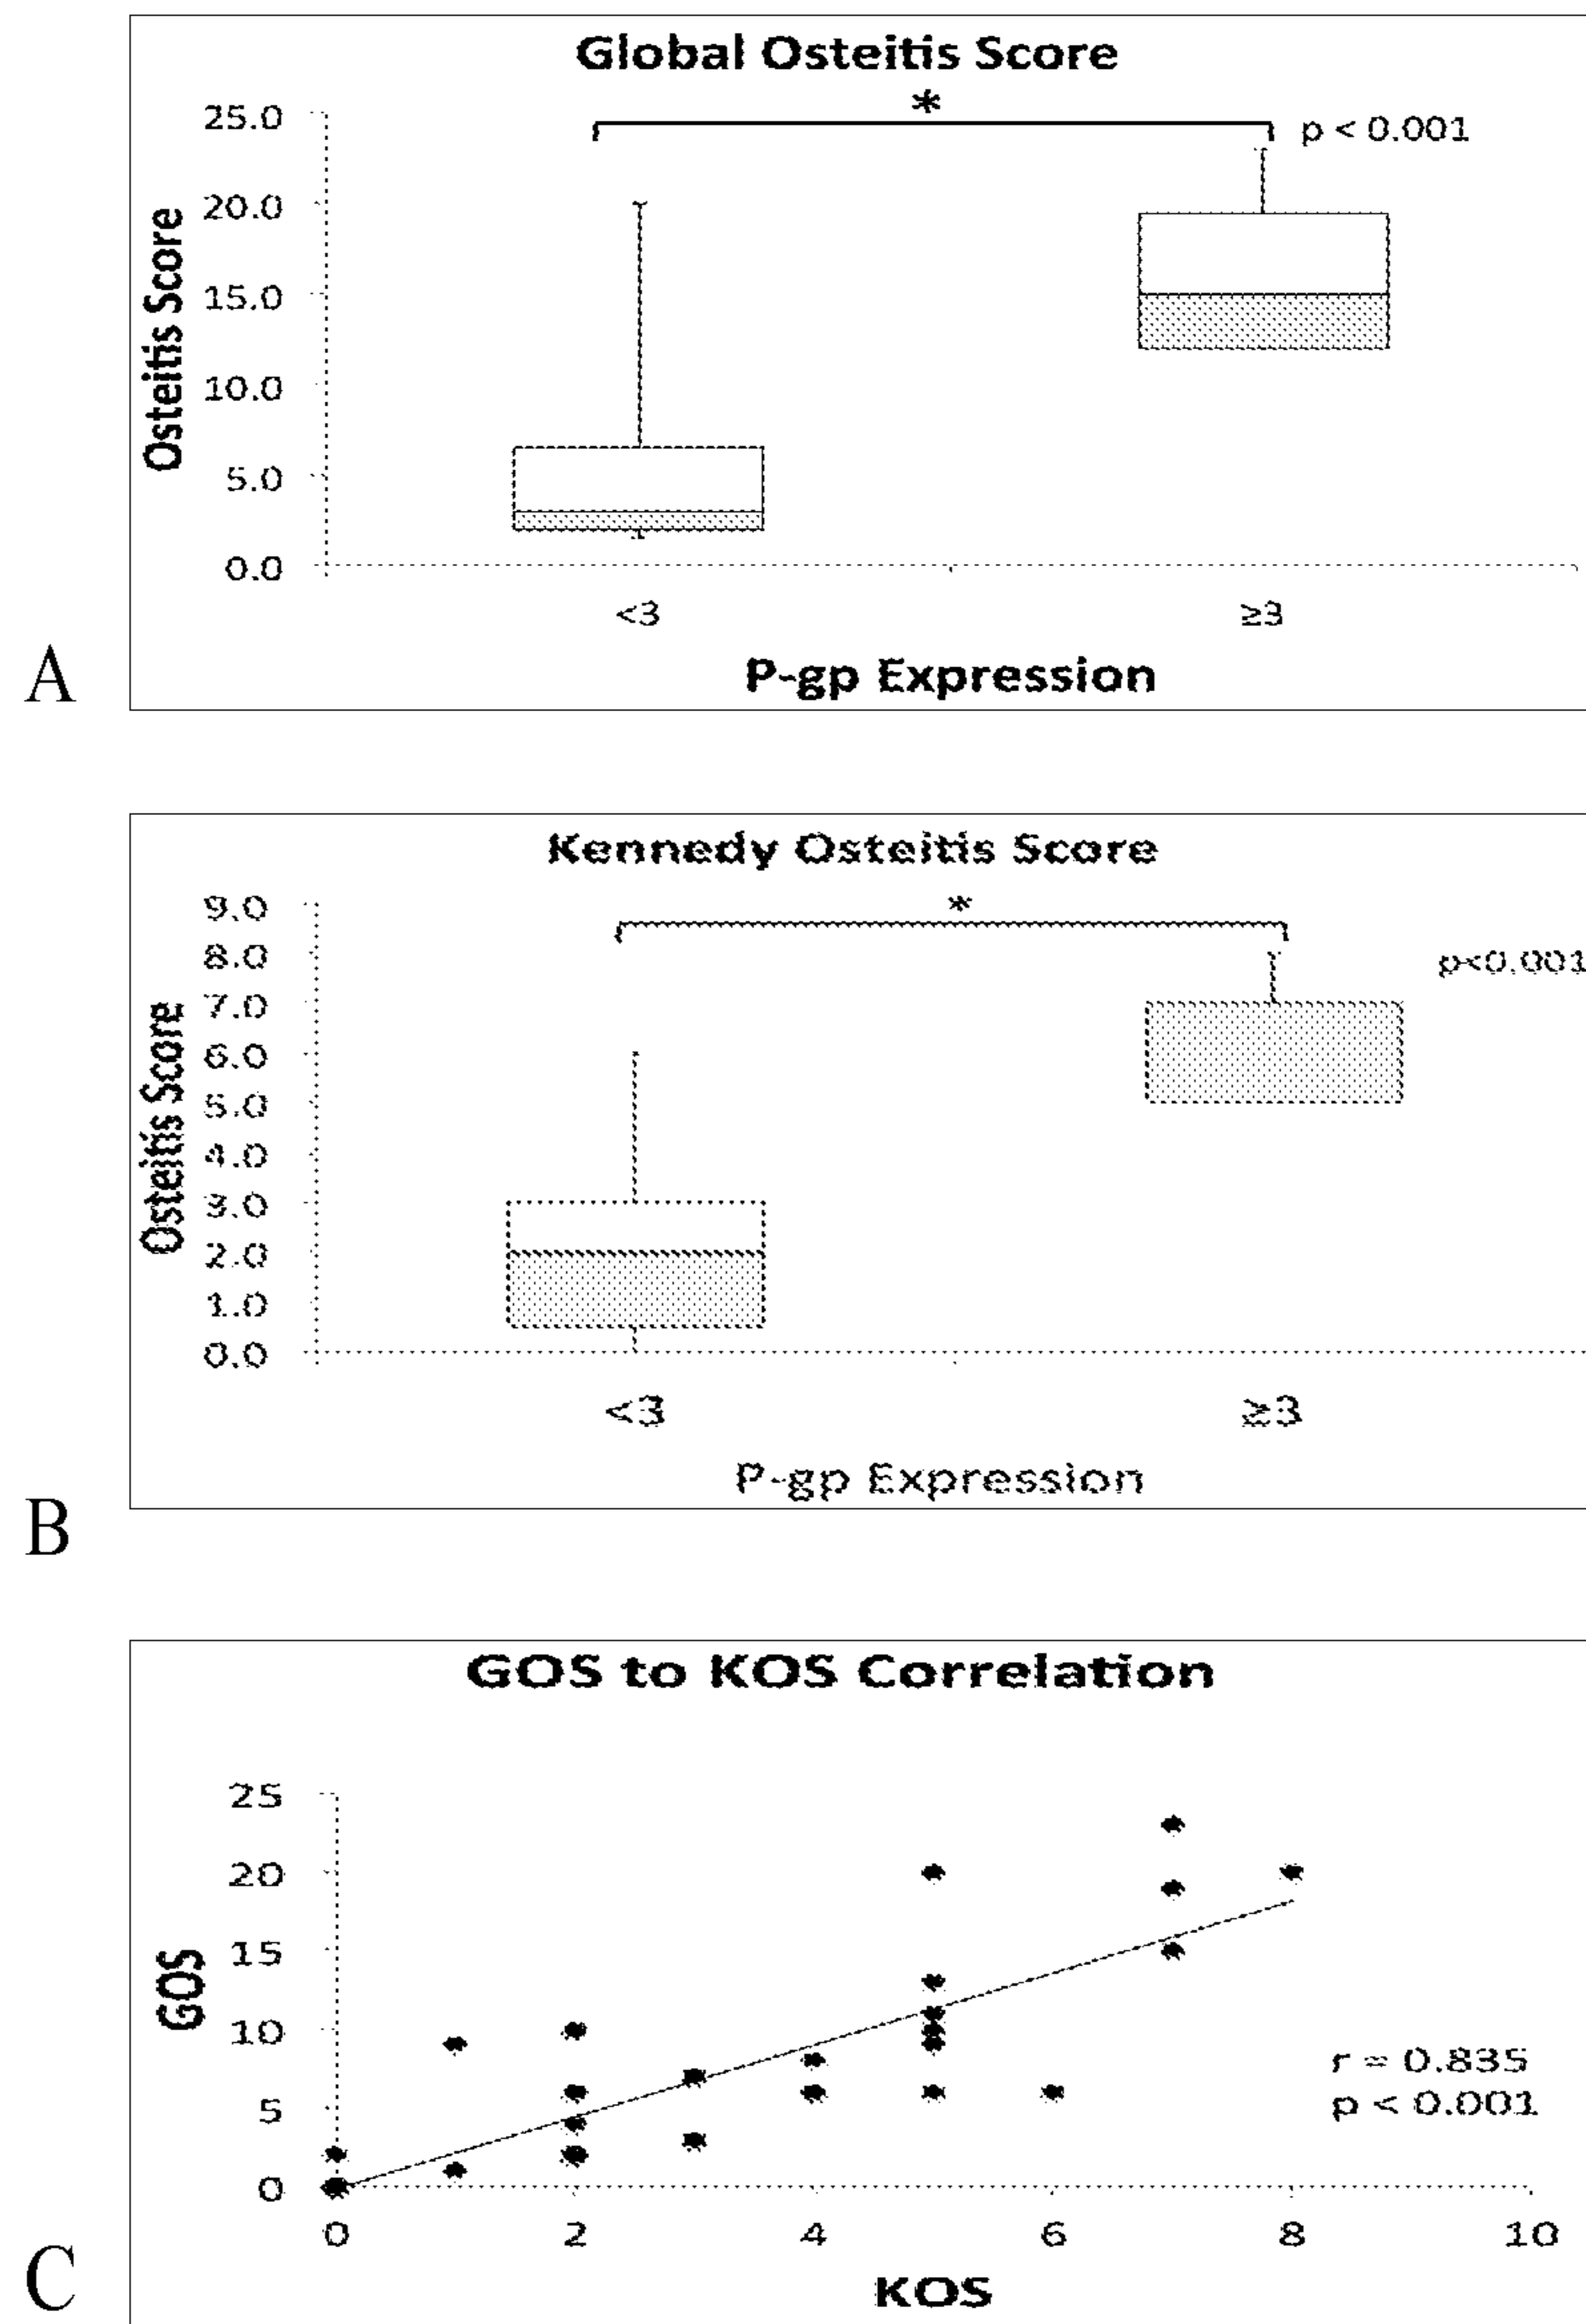 Global Osteitis Score
*
p < 0.001
25.0
20.0
15.0
10.0
5.0
0.0
Osteitis Score
<3
≥3
P-gp Expression
A
Kennedy Osteitis Score
*
p<0.001
9.0
8.0
7.0
6.0
5.0
4.0
3.0
2.0
1.0
0.0
Osteitis Score
<3
≥3
P-gp Expression
B
GOS to KOS Correlation
25
20
15
10
5
0
GOS
r = 0.835
p < 0.001
0 2 4 6 8 10
KOS
C